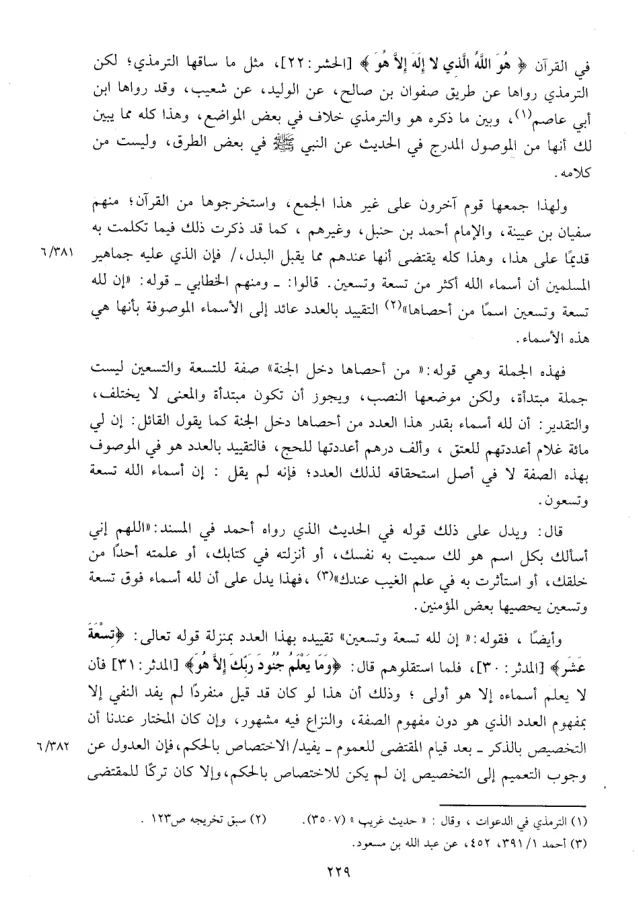 في القرآن ﴿ هُوَ اللَّهُ الَّذِي لا إِلَهَ إِلاَّ هُوَ ﴾ [الحشر:٢٢]، مثل ما ساقها الترمذي؛ لكن
الترمذي رواها عن طريق صفوان بن صالح، عن الوليد، عن شعيب، وقد رواها ابن
أبي عاصم(١)، وبين ما ذكره هو والترمذي خلاف في بعض المواضع، وهذا كله مما يبين
لك أنها من الموصول المدرج في الحديث عن النبي ﷺ في بعض الطرق، وليست من
كلامه.
ولهذا جمعها قوم آخرون على غير هذا الجمع، واستخرجوها من القرآن؛ منهم
سفيان بن عيينة، والإمام أحمد بن حنبل، وغيرهم ، كما قد ذكرت ذلك فيما تكلمت به
قديمًا على هذا، وهذا كله يقتضى أنها عندهم مما يقبل البدل،/ فإن الذي عليه جماهير
٦/٣٨١
المسلمين أن أسماء الله أكثر من تسعة وتسعين. قالوا: ـ ومنهم الخطابي ـ قوله: «إن لله
تسعة وتسعين اسمًا من أحصاها»(٢) التقييد بالعدد عائد إلى الأسماء الموصوفة بأنها هي
هذه الأسماء.
فهذه الجملة وهي قوله:« من أحصاها دخل الجنة» صفة للتسعة والتسعين ليست
جملة مبتدأة، ولكن موضعها النصب، ويجوز أن تكون مبتدأة والمعنى لا يختلف،
والتقدير: أن لله أسماء بقدر هذا العدد من أحصاها دخل الجنة كما يقول القائل: إن لي
مائة غلام أعددتهم للعتق ، وألف درهم أعددتها للحج، فالتقييد بالعدد هو في الموصوف
بهذه الصفة لا في أصل استحقاقه لذلك العدد؛ فإنه لم يقل : إن أسماء الله تسعة
وتسعون.
قال: ويدل على ذلك قوله في الحديث الذي رواه أحمد في المسند:«اللهم إني
أسألك بكل اسم هو لك سميت به نفسك، أو أنزلته في كتابك، أو علمته أحدًا من
خلقك، أو استأثرت به في علم الغيب عندك»(٣) ،فهذا يدل على أن لله أسماء فوق تسعة
وتسعين يحصيها بعض المؤمنين.
وأيضًا ، فقوله:« إن لله تسعة وتسعين» تقييده بهذا العدد بمنزلة قوله تعالى: ﴿تِسْعَةَ
عَشَرَ﴾ [المدثر:٣٠]، فلما استقلوهم قال: ﴿وَمَا يَعْلَمُ جُنُودَ رَبِّكَ إِلاَّ هُوَ﴾ [المدثر:٣١] فأن
لا يعلم أسماءه إلا هو أولى ؛ وذلك أن هذا لو كان قد قيل منفردًا لم يفد النفي إلا
بمفهوم العدد الذي هو دون مفهوم الصفة، والنزاع فيه مشهور، وإن كان المختار عندنا أن
التخصيص بالذكر ـ بعد قيام المقتضى للعموم ـ يفيد/ الاختصاص بالحكم،فإن العدول عن
٦/٣٨٢
وجوب التعميم إلى التخصيص إن لم يكن للاختصاص بالحكم،وإلا كان تركًا للمقتضى
(١) الترمذي في الدعوات ، وقال : « حديث غريب » (٣٥٠٧). (٢) سبق تخريجه ص١٢٣ .
(٣) أحمد ٣٩١/١، ٤٥٢، عن عبد الله بن مسعود.
٢٢٩